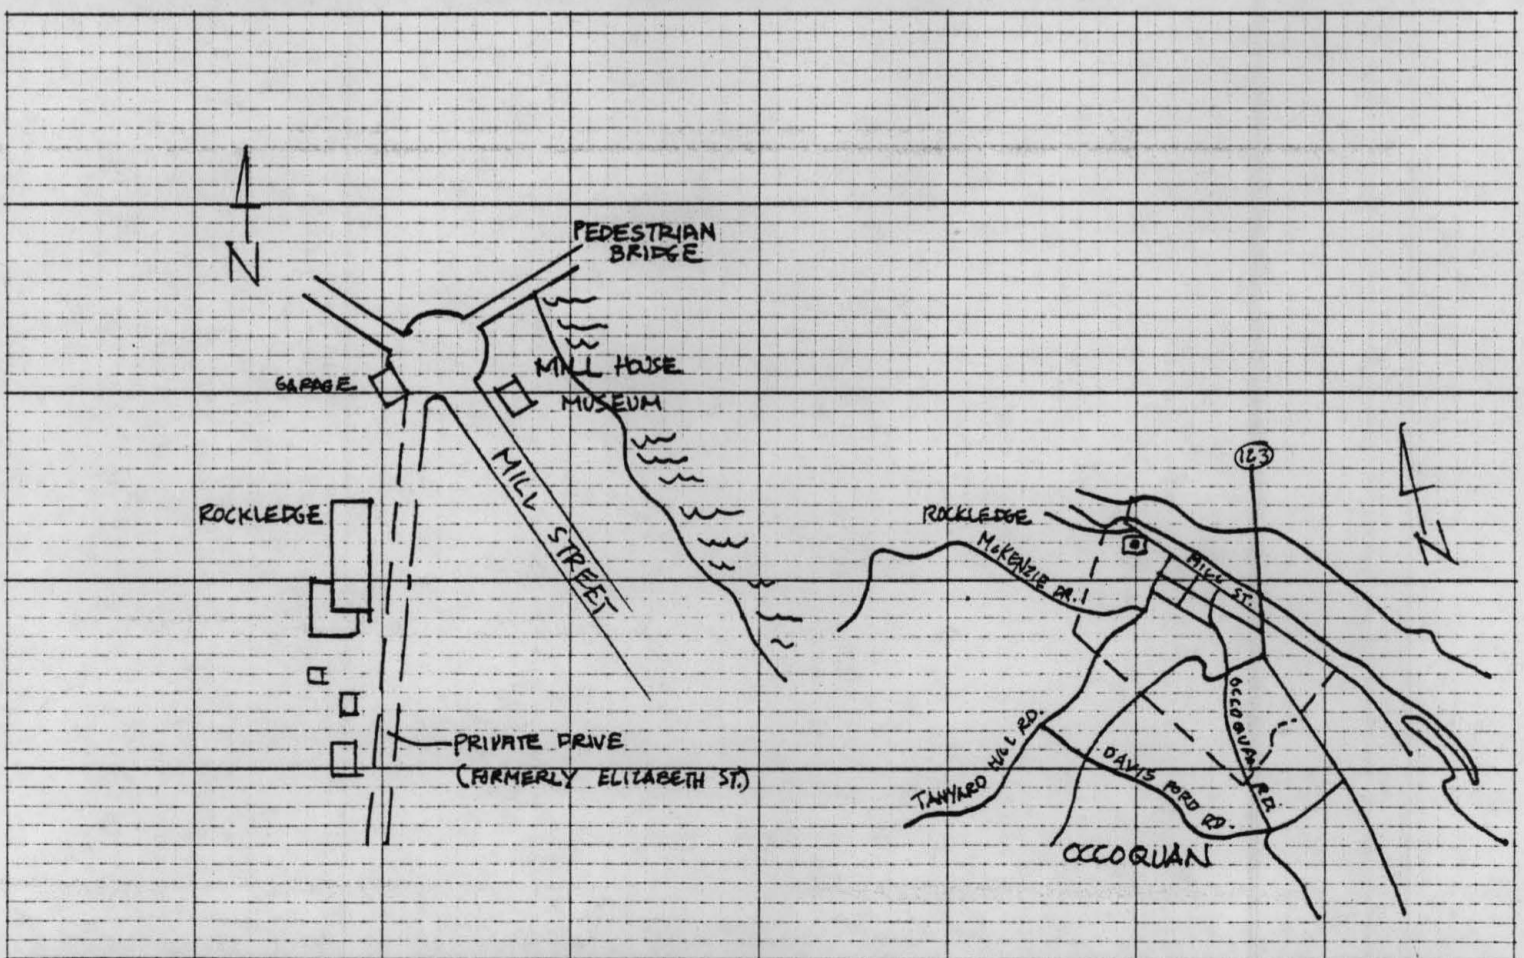 N
PEDESTRIAN
BRIDGE
GARAGE
MILL HOUSE
MUSEUM
MILL STREET
ROCKLEDGE
PRIVATE DRIVE
(FORMERLY ELIZABETH ST.)
123
N
ROCKLEDGE
McKENZIE DR.
MILL ST.
OCCOQUAN RD.
TANYARD HILL RD.
DAVIS FORD RD.
OCCOQUAN